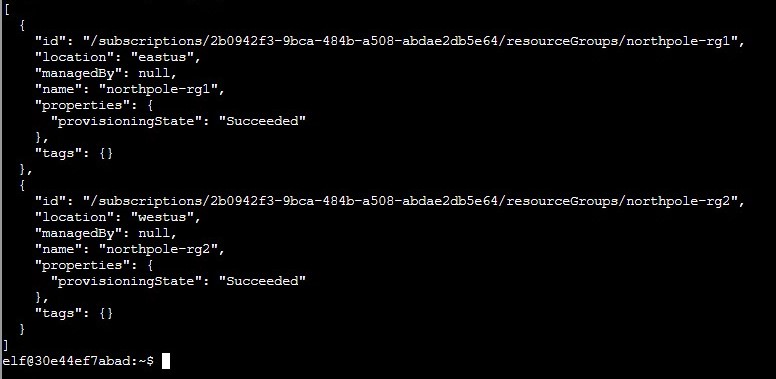 [
  {
    "id": "/subscriptions/2b0942f3-9bca-484b-a508-abdae2db5e64/resourceGroups/northpole-rg1",
    "location": "eastus",
    "managedBy": null,
    "name": "northpole-rg1",
    "properties": {
      "provisioningState": "Succeeded"
    },
    "tags": {}
  },
  {
    "id": "/subscriptions/2b0942f3-9bca-484b-a508-abdae2db5e64/resourceGroups/northpole-rg2",
    "location": "westus",
    "managedBy": null,
    "name": "northpole-rg2",
    "properties": {
      "provisioningState": "Succeeded"
    },
    "tags": {}
  }
]
elf@30e44ef7abad:~$